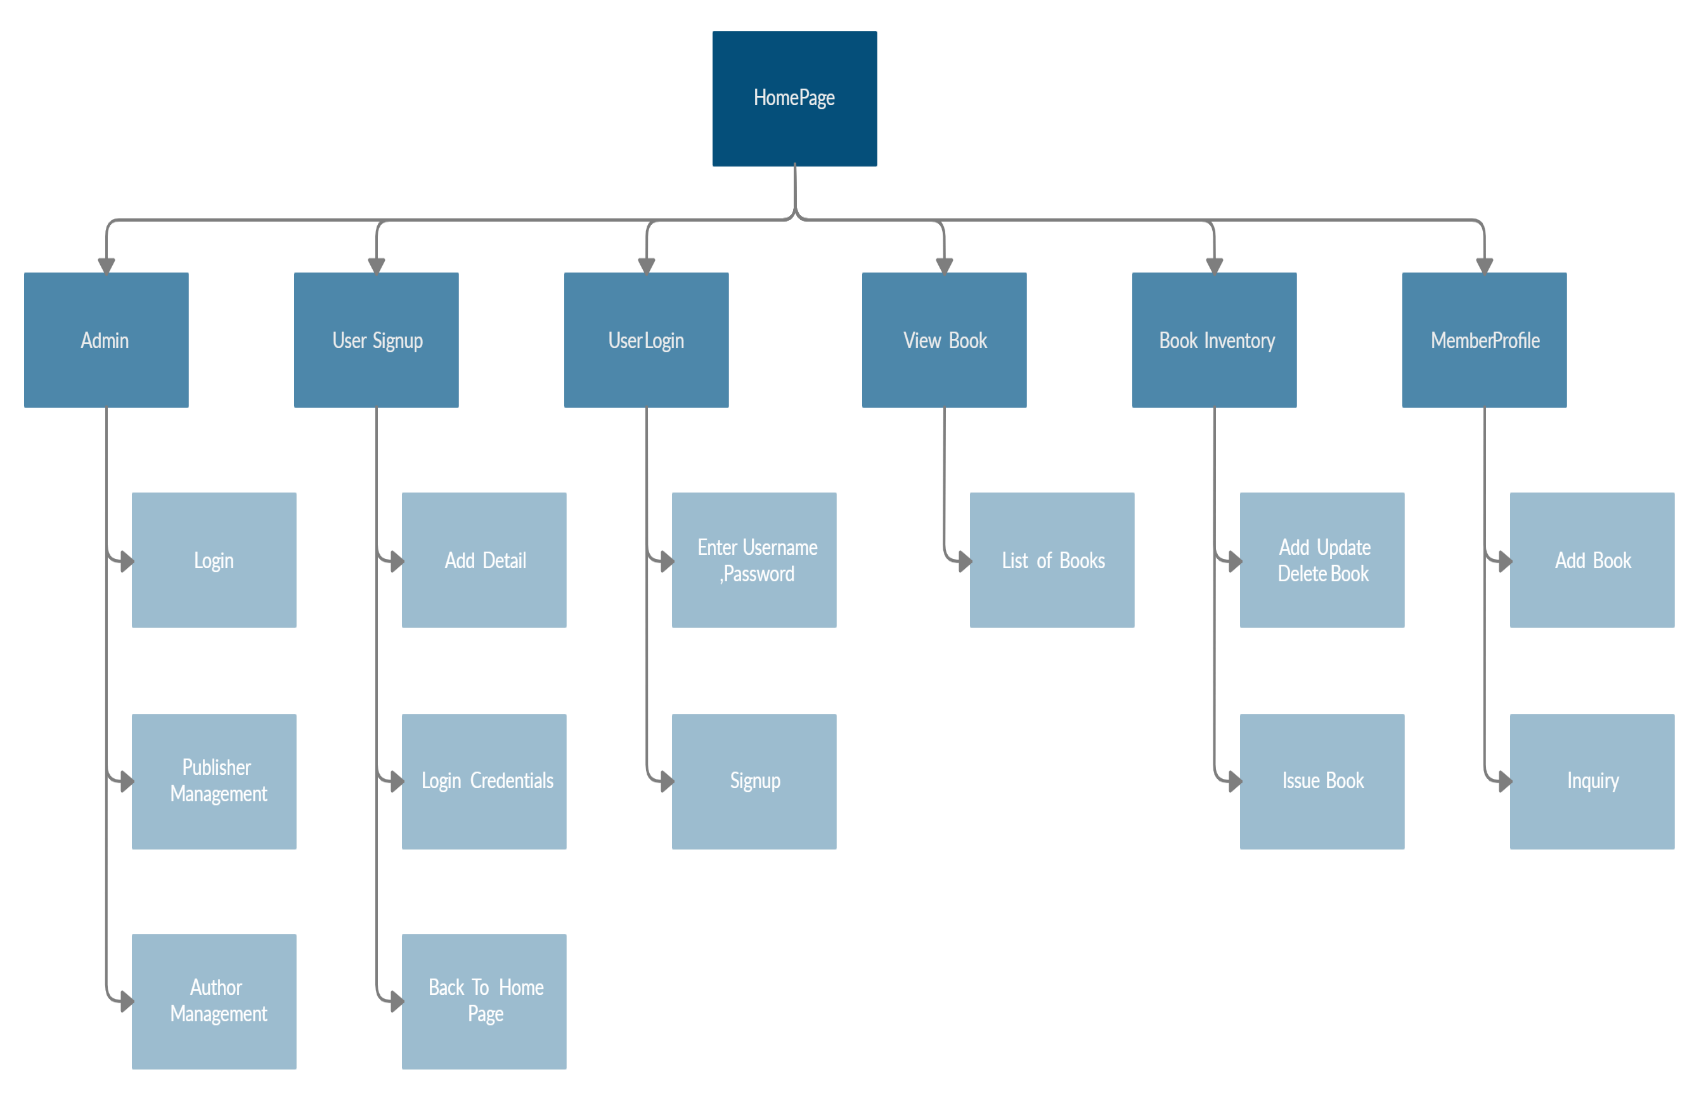 HomePage
Admin
User Signup
User Login
View Book
Book Inventory
MemberProfile
Login
Add Detail
Enter Username
,Password
List of Books
Add Update
Delete Book
Add Book
Publisher
Management
Login Credentials
Signup
Issue Book
Inquiry
Author
Management
Back To Home
Page